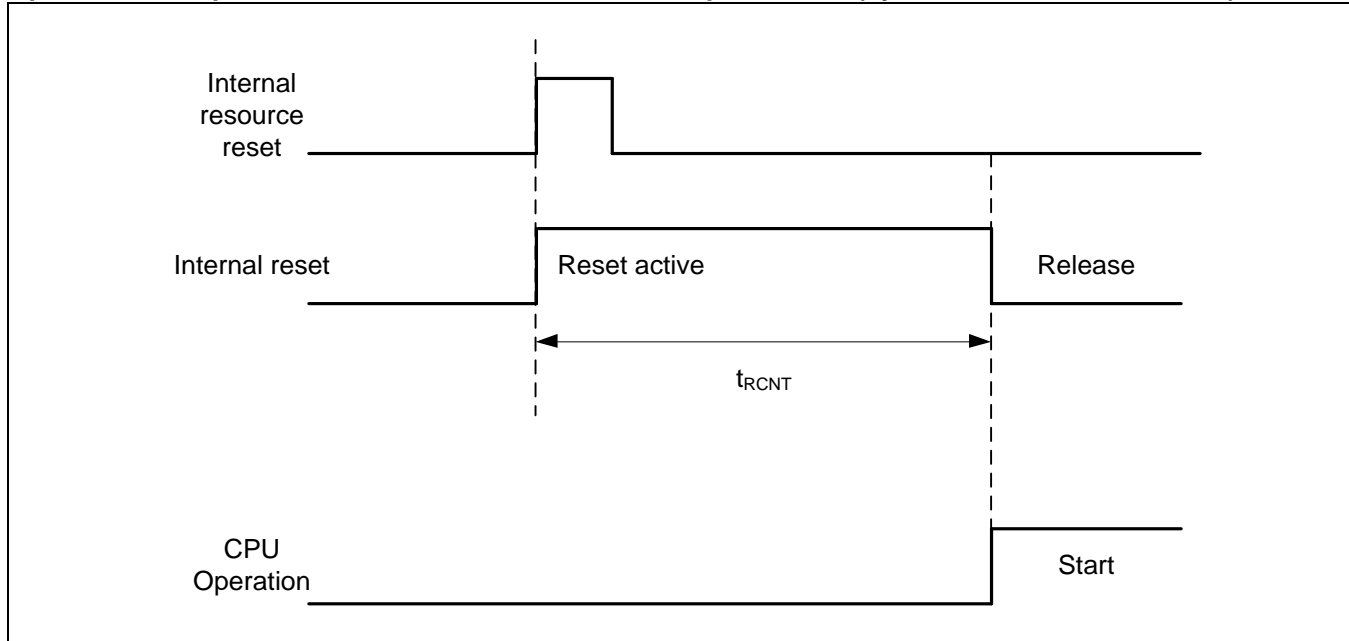 Internal
resource
reset
Internal reset
Reset active
Release
tRCNT
CPU
Operation
Start